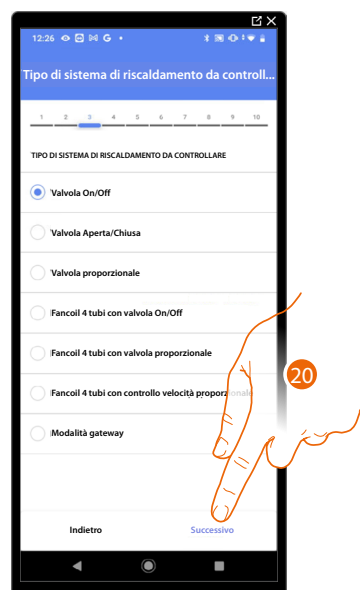 12:26 G
Tipo di sistema di riscaldamento da controll...
1 2 3 4 5 6 7 8 9 10
TIPO DI SISTEMA DI RISCALDAMENTO DA CONTROLLARE
Valvola On/Off
Valvola Aperta/Chiusa
Valvola proporzionale
Fancoil 4 tubi con valvola On/Off
Fancoil 4 tubi con valvola proporzionale
20
Fancoil 4 tubi con controllo velocità proporzionale
Modalità gateway
Indietro Successivo